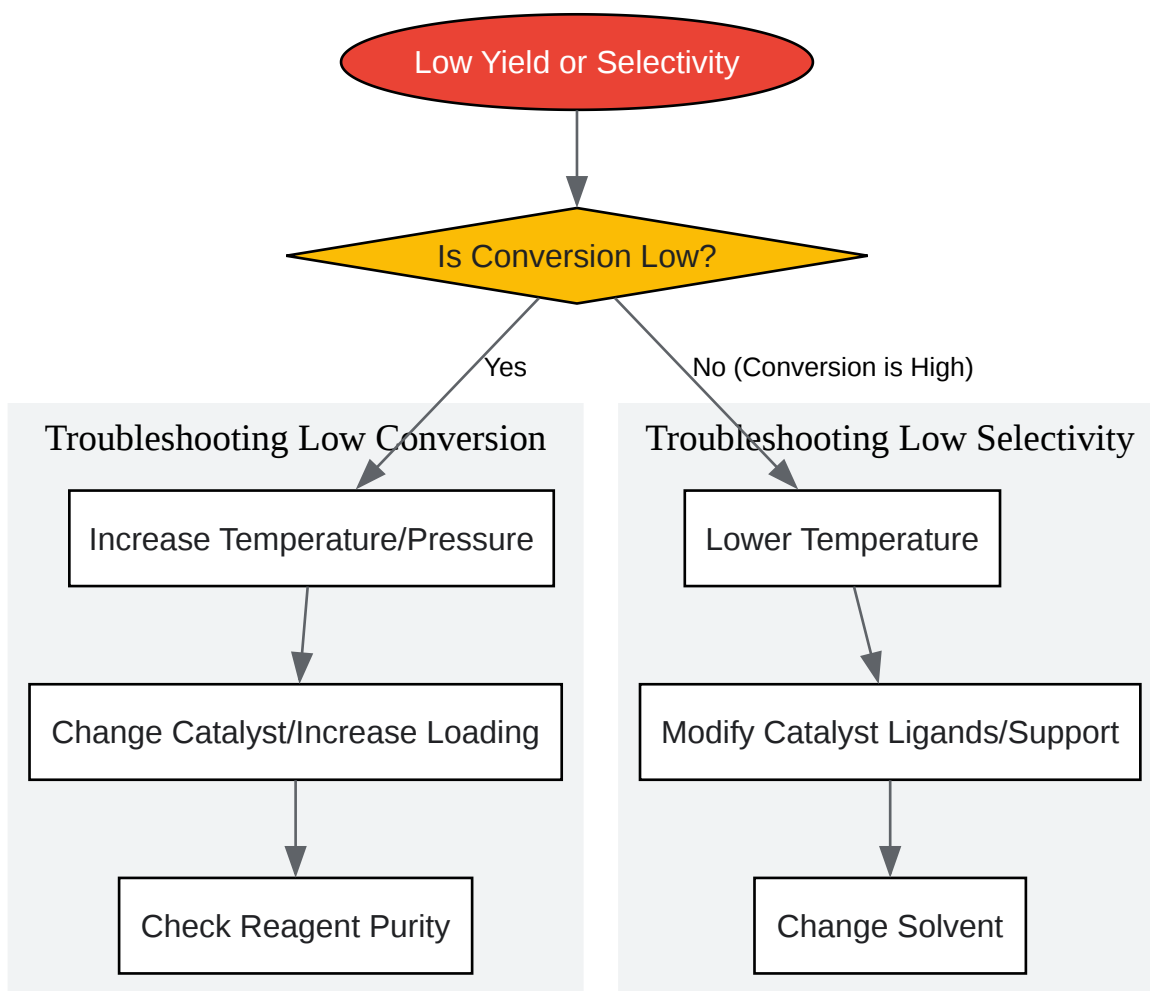 Low Yield or Selectivity
Is Conversion Low?
Yes
No (Conversion is High)
Troubleshooting Low Conversion
Increase Temperature/Pressure
Change Catalyst/Increase Loading
Check Reagent Purity
Troubleshooting Low Selectivity
Lower Temperature
Modify Catalyst Ligands/Support
Change Solvent